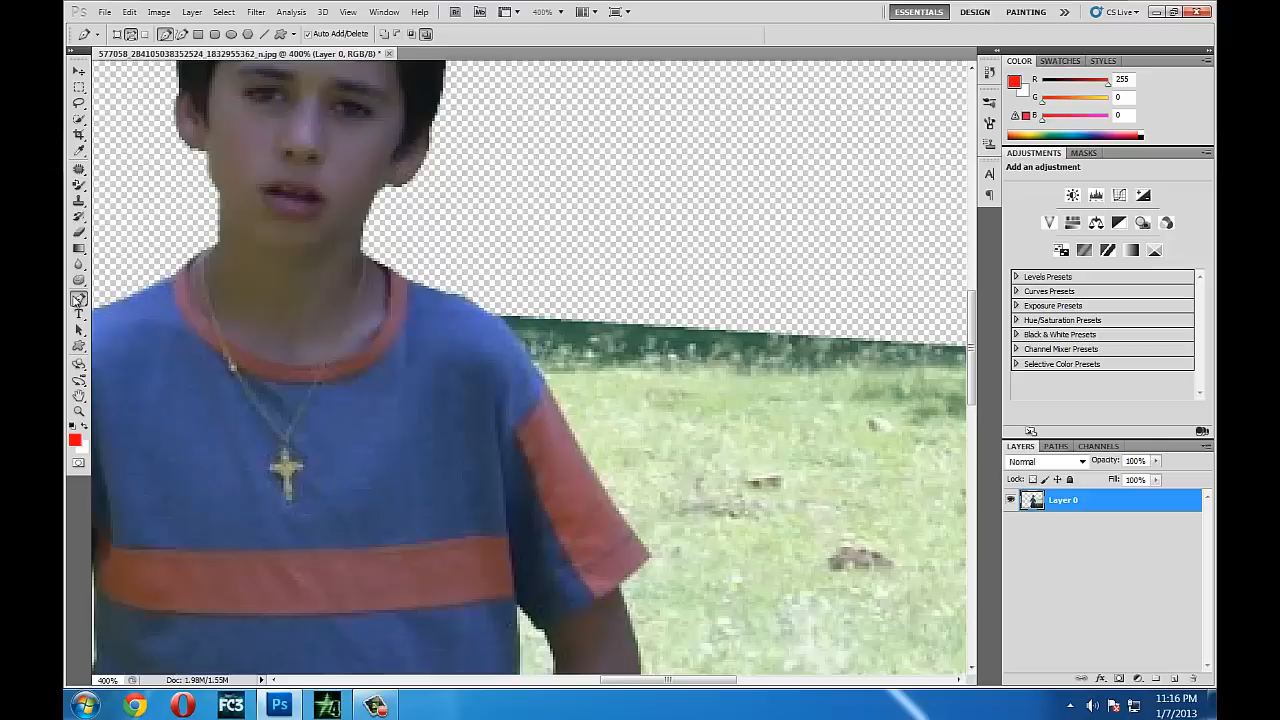 Ps File Edit Image Layer Select Filter Analysis 3D View Window Help Br Mb 400% ESSENTIALS DESIGN PAINTING CS Live
Auto Add/Delete
577058_284105038352524_1832955362_n.jpg @ 400% (Layer 0, RGB/8) *
COLOR SWATCHES STYLES
R 255
G 0
B 0
ADJUSTMENTS MASKS
Add an adjustment
Levels Presets
Curves Presets
Exposure Presets
Hue/Saturation Presets
Black & White Presets
Channel Mixer Presets
Selective Color Presets
LAYERS PATHS CHANNELS
Normal Opacity: 100%
Lock: Fill: 100%
Layer 0
400% Doc: 1.98M/1.55M
FC3 Ps
11:16 PM
1/7/2013